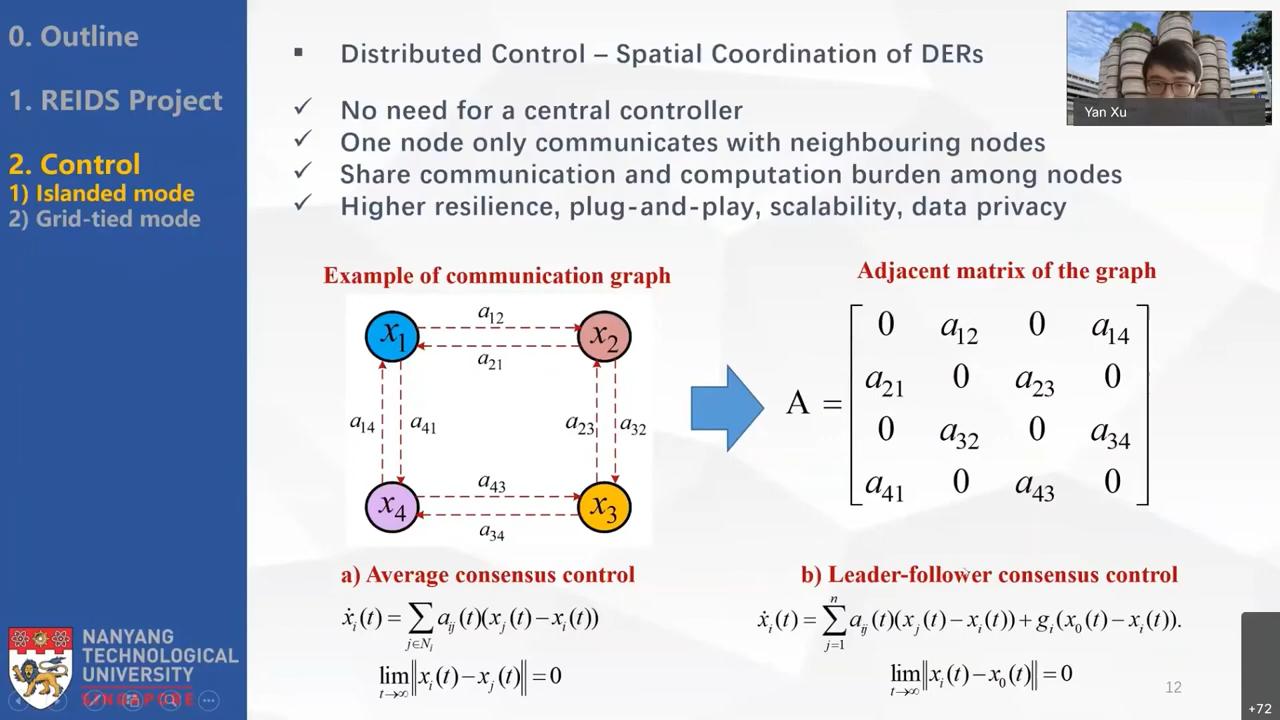 0. Outline
1. REIDS Project
2. Control
1) Islanded mode
2) Grid-tied mode
▪ Distributed Control – Spatial Coordination of DERs
✓ No need for a central controller
✓ One node only communicates with neighbouring nodes
✓ Share communication and computation burden among nodes
✓ Higher resilience, plug-and-play, scalability, data privacy
Yan Xu
Example of communication graph
x₁ a₁₂ x₂
a₂₁
a₁₄ a₄₁ a₂₃ a₃₂
x₄ a₄₃ x₃
a₃₄
Adjacent matrix of the graph
0 a₁₂ 0 a₁₄
a₂₁ 0 a₂₃ 0
A =
0 a₃₂ 0 a₃₄
a₄₁ 0 a₄₃ 0
a) Average consensus control
ẋᵢ(t) = ∑_{j∈Nᵢ} aᵢⱼ(t)(xⱼ(t) − xᵢ(t))
lim_{t→∞} ‖xᵢ(t) − xⱼ(t)‖ = 0
b) Leader-follower consensus control
ẋᵢ(t) = ∑_{j=1}^{n} aᵢⱼ(t)(xⱼ(t) − xᵢ(t)) + gᵢ(x₀(t) − xᵢ(t)).
lim_{t→∞} ‖xᵢ(t) − x₀(t)‖ = 0
NANYANG
TECHNOLOGICAL
UNIVERSITY
SINGAPORE
12
+72